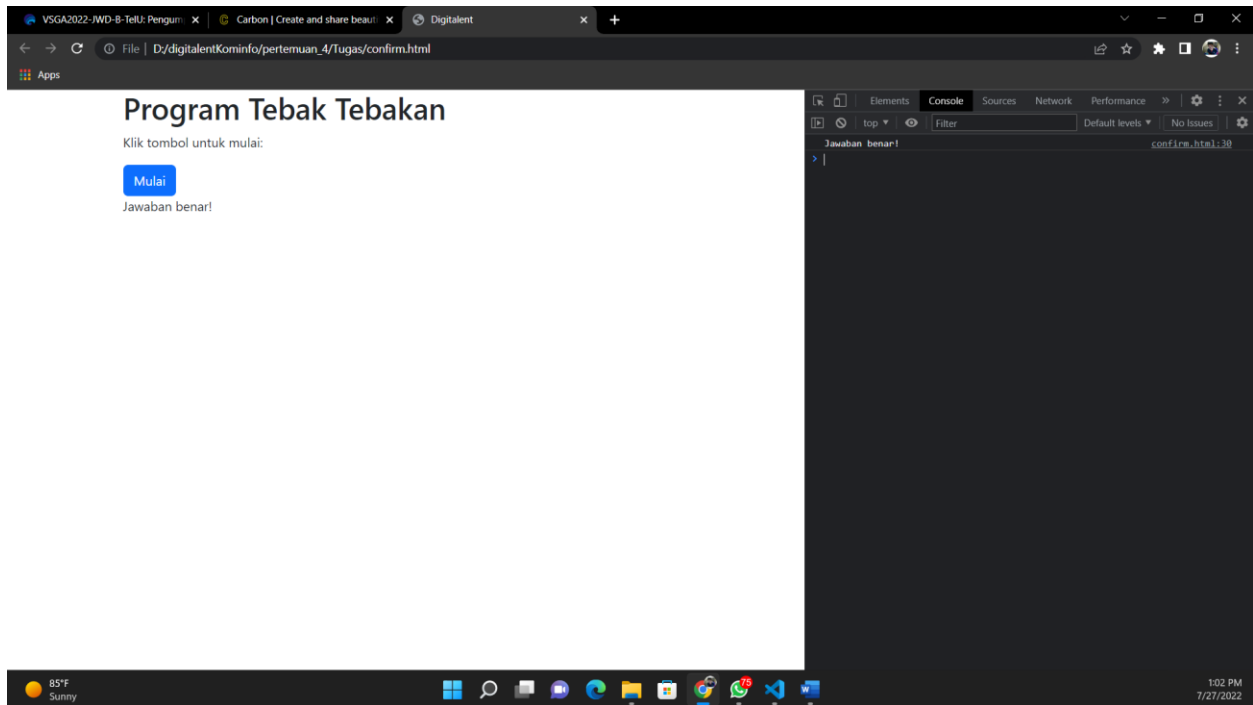 VSGA2022-JWD-B-TelU: Pengum
Carbon | Create and share beauti
Digitalent
File | D:/digitalentKominfo/pertemuan_4/Tugas/confirm.html
Apps
Program Tebak Tebakan
Klik tombol untuk mulai:
Mulai
Jawaban benar!
Elements Console Sources Network Performance »
top Filter Default levels No Issues
Jawaban benar! confirm.html:30
>
85°F
Sunny
75
1:02 PM
7/27/2022